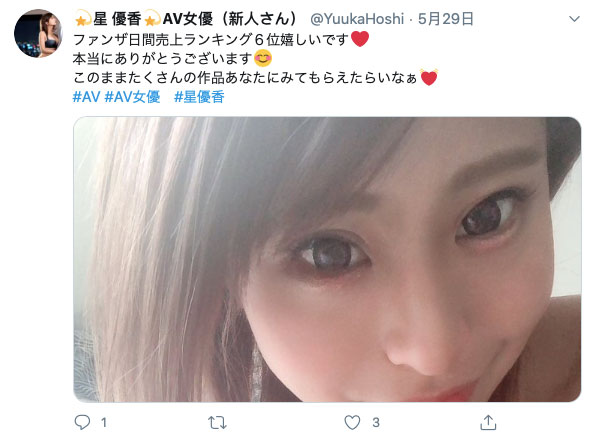 💫星 優香💫AV女優（新人さん） @YuukaHoshi · 5月29日
ファンザ日間売上ランキング６位嬉しいです❤️
本当にありがとうございます😊
このままたくさんの作品あなたにみてもらえたらいなぁ❤️
#AV #AV女優　#星優香
1 3